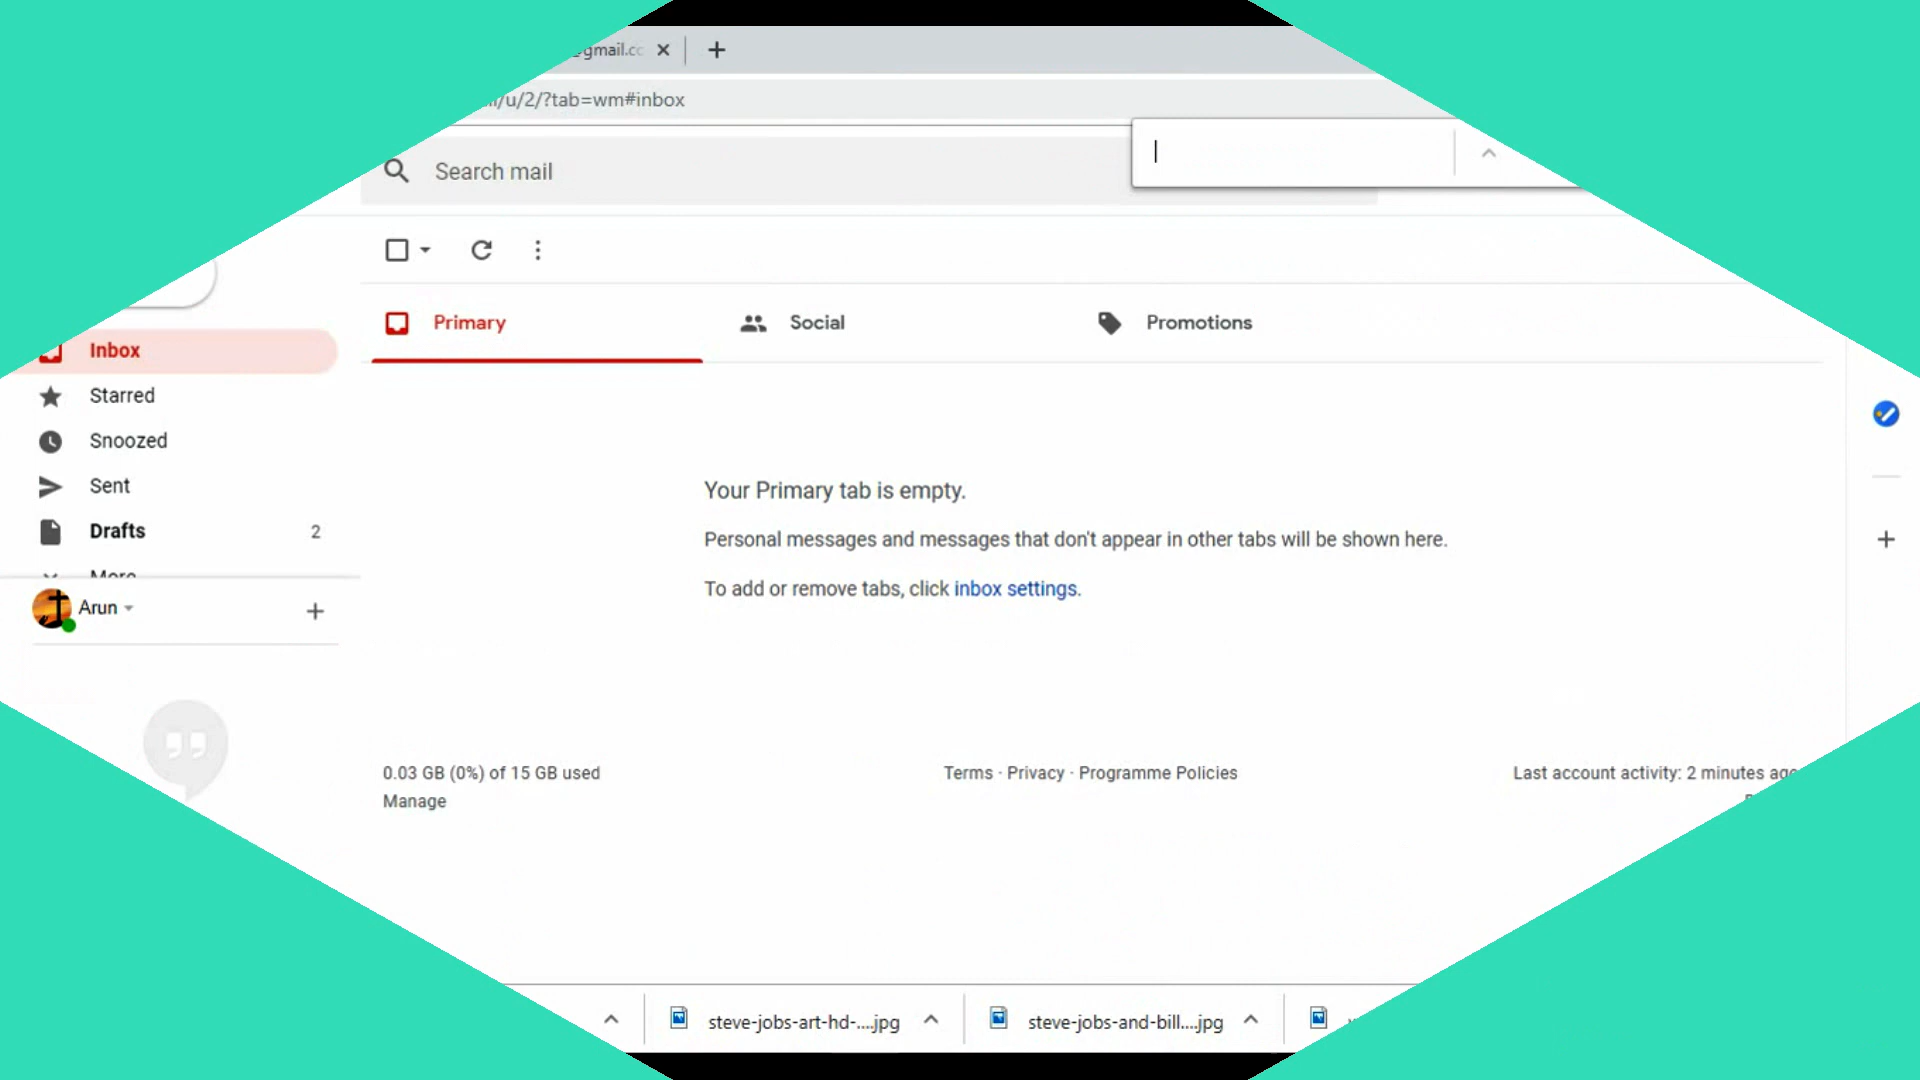 @gmail.co
/u/2/?tab=wm#inbox
Search mail
Primary
Social
Promotions
Inbox
Starred
Snoozed
Sent
Drafts 2
More
Arun
Your Primary tab is empty.
Personal messages and messages that don't appear in other tabs will be shown here.
To add or remove tabs, click inbox settings.
0.03 GB (0%) of 15 GB used
Manage
Terms · Privacy · Programme Policies
Last account activity: 2 minutes ago
steve-jobs-art-hd-....jpg
steve-jobs-and-bill....jpg